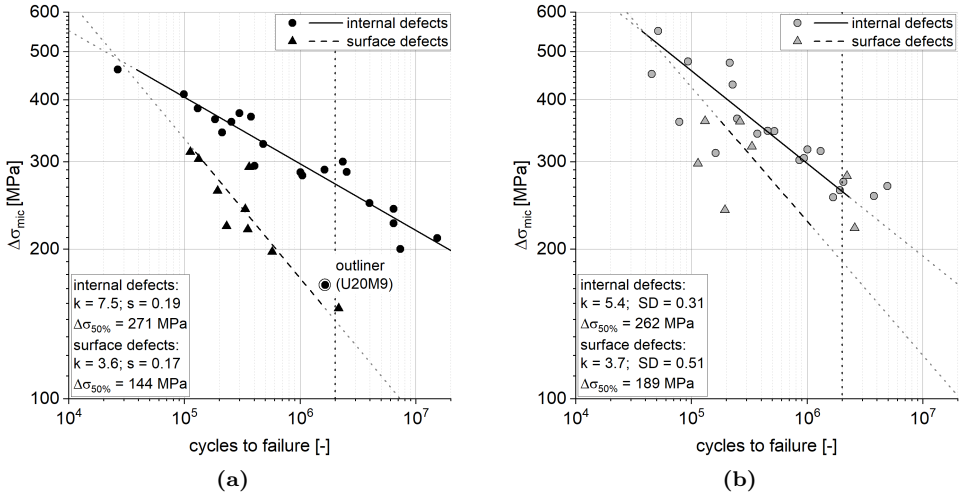 600
500
400
300
200
100
Δσmic [MPa]
internal defects
surface defects
outliner
(U20M9)
internal defects:
k = 7.5; s = 0.19
Δσ50% = 271 MPa
surface defects:
k = 3.6; s = 0.17
Δσ50% = 144 MPa
10^4 10^5 10^6 10^7
cycles to failure [-]
(a)
600
500
400
300
200
100
Δσmic [MPa]
internal defects
surface defects
internal defects:
k = 5.4; SD = 0.31
Δσ50% = 262 MPa
surface defects:
k = 3.7; SD = 0.51
Δσ50% = 189 MPa
10^4 10^5 10^6 10^7
cycles to failure [-]
(b)